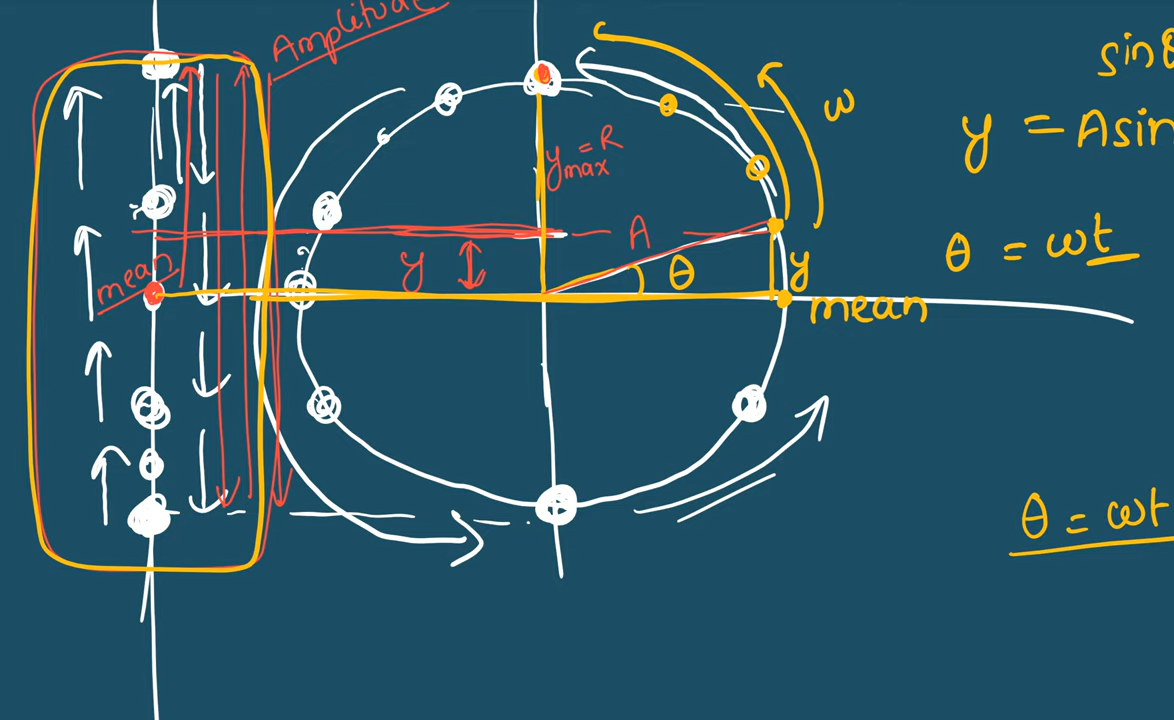 Amplitude
sinθ
ω
y = Asin
y max = R
A
θ = ωt
mean
y
θ
y
mean
θ = ωt